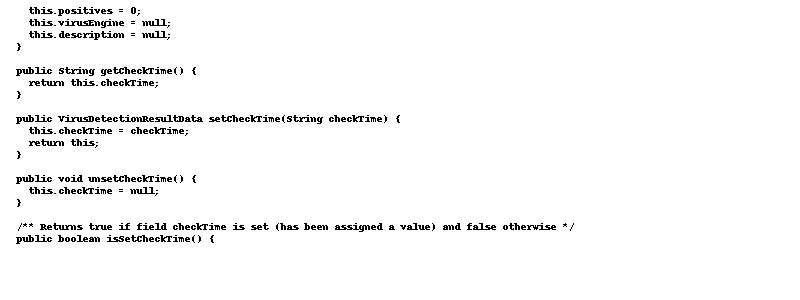 this.positives = 0;
this.virusEngine = null;
this.description = null;
}
public String getCheckTime() {
return this.checkTime;
}
public VirusDetectionResultData setCheckTime(String checkTime) {
this.checkTime = checkTime;
return this;
}
public void unsetCheckTime() {
this.checkTime = null;
}
/** Returns true if field checkTime is set (has been assigned a value) and false otherwise */
public boolean isSetCheckTime() {